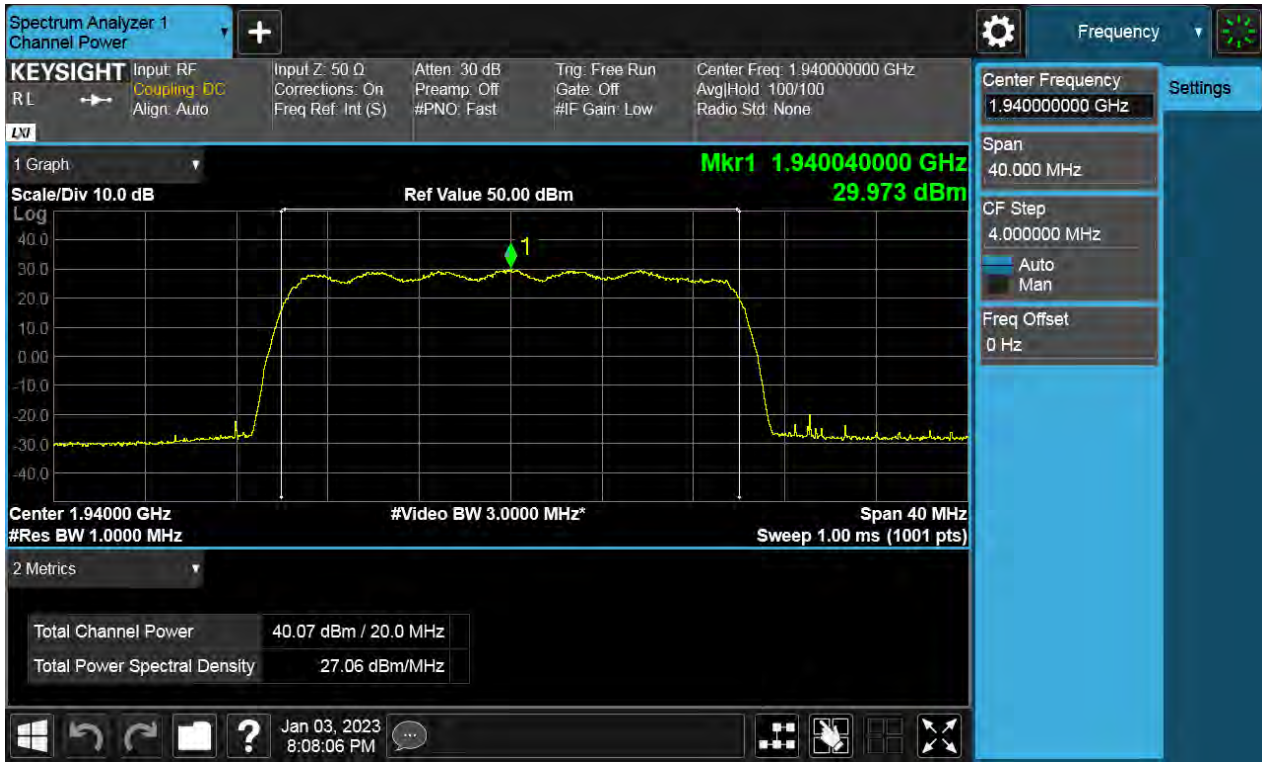 Spectrum Analyzer 1
Channel Power
+
Frequency
KEYSIGHT
RL
LXI
Input: RF
Coupling: DC
Align: Auto
Input Z: 50 Ω
Corrections: On
Freq Ref: Int (S)
Atten: 30 dB
Preamp: Off
#PNO: Fast
Trig: Free Run
Gate: Off
#IF Gain: Low
Center Freq: 1.940000000 GHz
Avg|Hold: 100/100
Radio Std: None
Center Frequency
1.940000000 GHz
Settings
Span
40.000 MHz
CF Step
4.000000 MHz
Auto
Man
Freq Offset
0 Hz
1 Graph
Mkr1 1.940040000 GHz
29.973 dBm
Scale/Div 10.0 dB
Ref Value 50.00 dBm
Log
40.0
30.0
20.0
10.0
0.00
-10.0
-20.0
-30.0
-40.0
1
Center 1.94000 GHz
#Video BW 3.0000 MHz*
Span 40 MHz
#Res BW 1.0000 MHz
Sweep 1.00 ms (1001 pts)
2 Metrics
Total Channel Power 40.07 dBm / 20.0 MHz
Total Power Spectral Density 27.06 dBm/MHz
?
Jan 03, 2023
8:08:06 PM